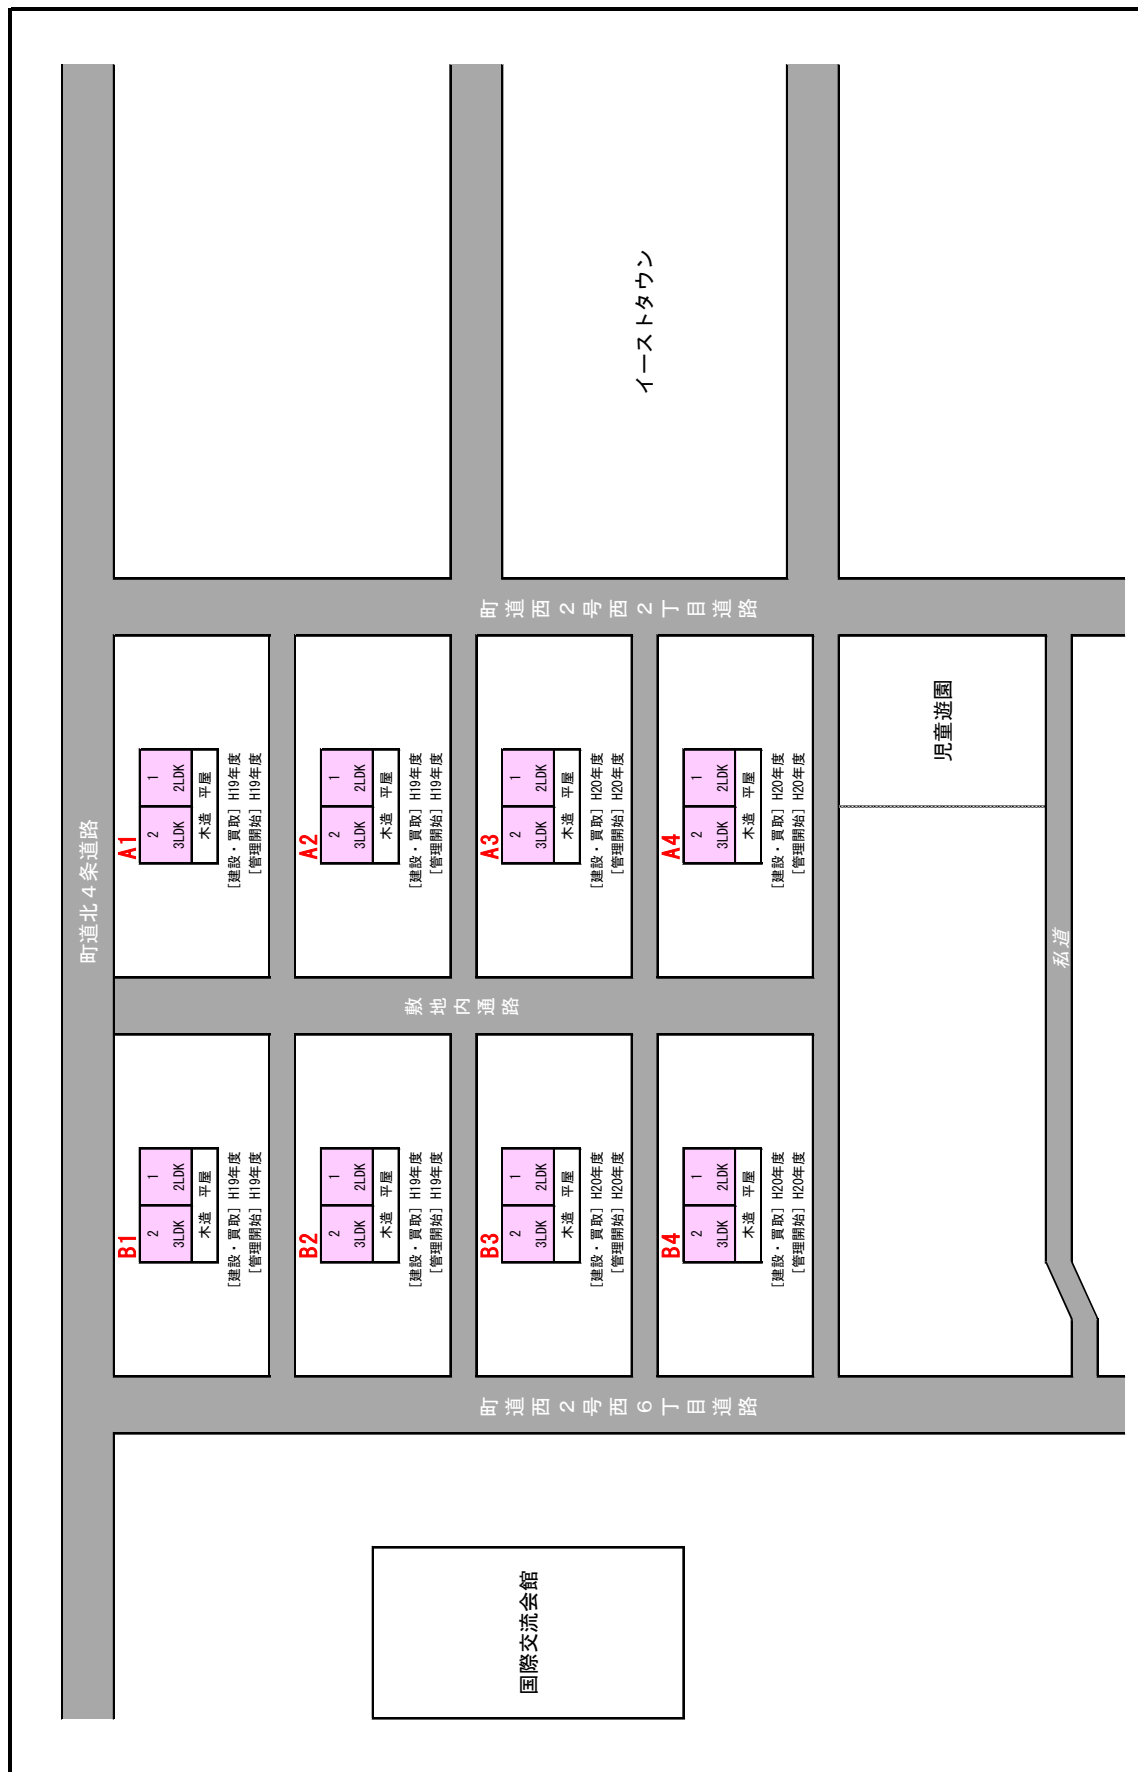 町道北４条道路
B1
2 1
3LDK 2LDK
木造 平屋
[建設・買取] H19年度
[管理開始] H19年度
A1
2 1
3LDK 2LDK
木造 平屋
[建設・買取] H19年度
[管理開始] H19年度
B2
2 1
3LDK 2LDK
木造 平屋
[建設・買取] H19年度
[管理開始] H19年度
A2
2 1
3LDK 2LDK
木造 平屋
[建設・買取] H19年度
[管理開始] H19年度
敷地内通路
町道西２号西６丁目道路
町道西２号西２丁目道路
B3
2 1
3LDK 2LDK
木造 平屋
[建設・買取] H20年度
[管理開始] H20年度
A3
2 1
3LDK 2LDK
木造 平屋
[建設・買取] H20年度
[管理開始] H20年度
国際交流会館
イーストタウン
B4
2 1
3LDK 2LDK
木造 平屋
[建設・買取] H20年度
[管理開始] H20年度
A4
2 1
3LDK 2LDK
木造 平屋
[建設・買取] H20年度
[管理開始] H20年度
児童遊園
私道